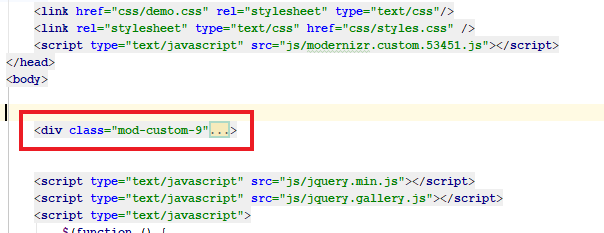 <link href="css/demo.css" rel="stylesheet" type="text/css"/>
<link rel="stylesheet" type="text/css" href="css/styles.css" />
<script type="text/javascript" src="js/modernizr.custom.53451.js"></script>
</head>
<body>
<div class="mod-custom-9"...>
<script type="text/javascript" src="js/jquery.min.js"></script>
<script type="text/javascript" src="js/jquery.gallery.js"></script>
<script type="text/javascript">
$(function () {